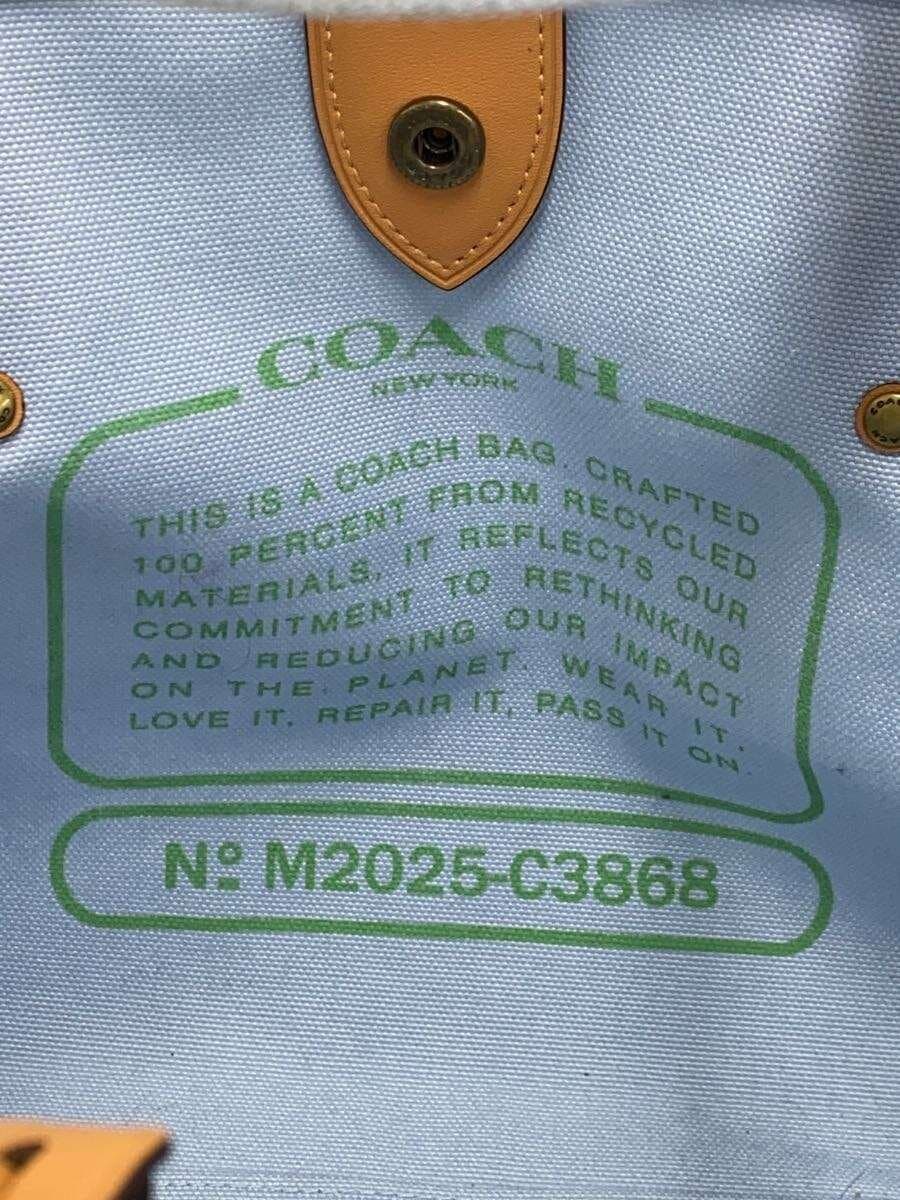 COACH
NEW YORK
THIS IS A COACH BAG. CRAFTED
100 PERCENT FROM RECYCLED
MATERIALS, IT REFLECTS OUR
COMMITMENT TO RETHINKING
AND REDUCING OUR IMPACT
ON THE PLANET. WEAR IT.
LOVE IT. REPAIR IT, PASS IT ON.
Nº M2025-C3868
COACH